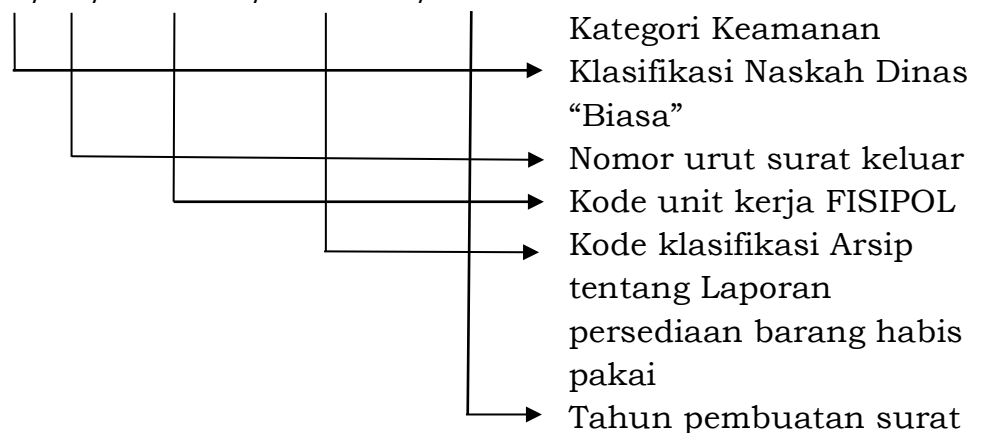 Kategori Keamanan
Klasifikasi Naskah Dinas
“Biasa”
Nomor urut surat keluar
Kode unit kerja FISIPOL
Kode klasifikasi Arsip
tentang Laporan
persediaan barang habis
pakai
Tahun pembuatan surat